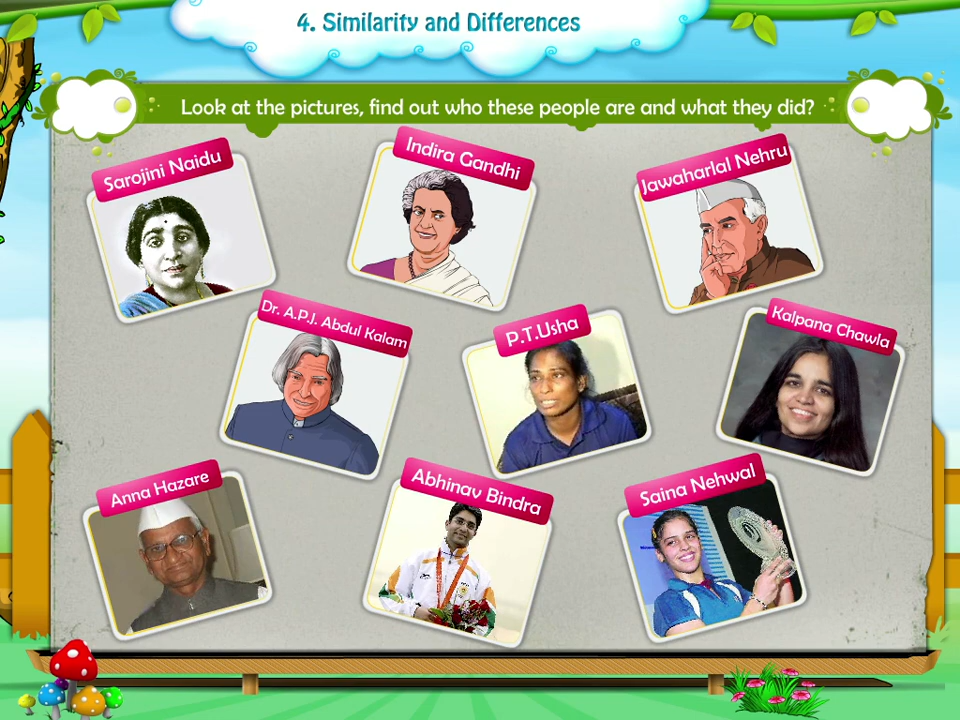 4. Similarity and Differences
Look at the pictures, find out who these people are and what they did?
Sarojini Naidu
Indira Gandhi
Jawaharlal Nehru
Dr. A.P.J. Abdul Kalam
P.T.Usha
Kalpana Chawla
Anna Hazare
Abhinav Bindra
Saina Nehwal